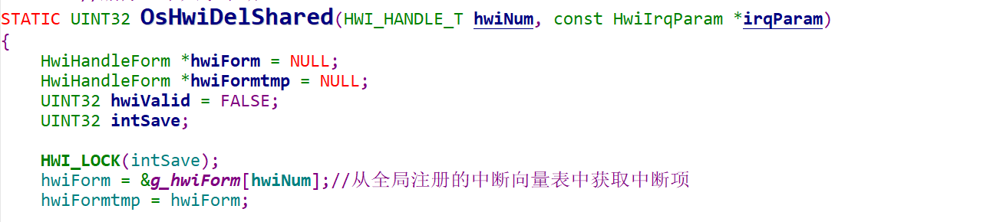 STATIC UINT32 OsHwiDelShared(HWI_HANDLE_T hwiNum, const HwiIrqParam *irqParam)
{
    HwiHandleForm *hwiForm = NULL;
    HwiHandleForm *hwiFormtmp = NULL;
    UINT32 hwiValid = FALSE;
    UINT32 intSave;
    HWI_LOCK(intSave);
    hwiForm = &g_hwiForm[hwiNum];//从全局注册的中断向量表中获取中断项
    hwiFormtmp = hwiForm;